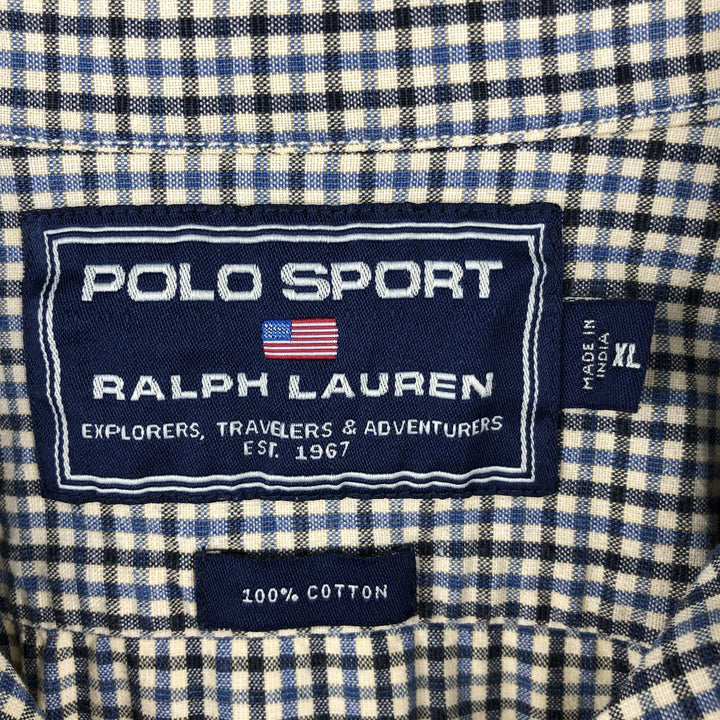 POLO SPORT
RALPH LAUREN
EXPLORERS, TRAVELERS & ADVENTURERS
EST. 1967
MADE IN
INDIA
XL
100% COTTON